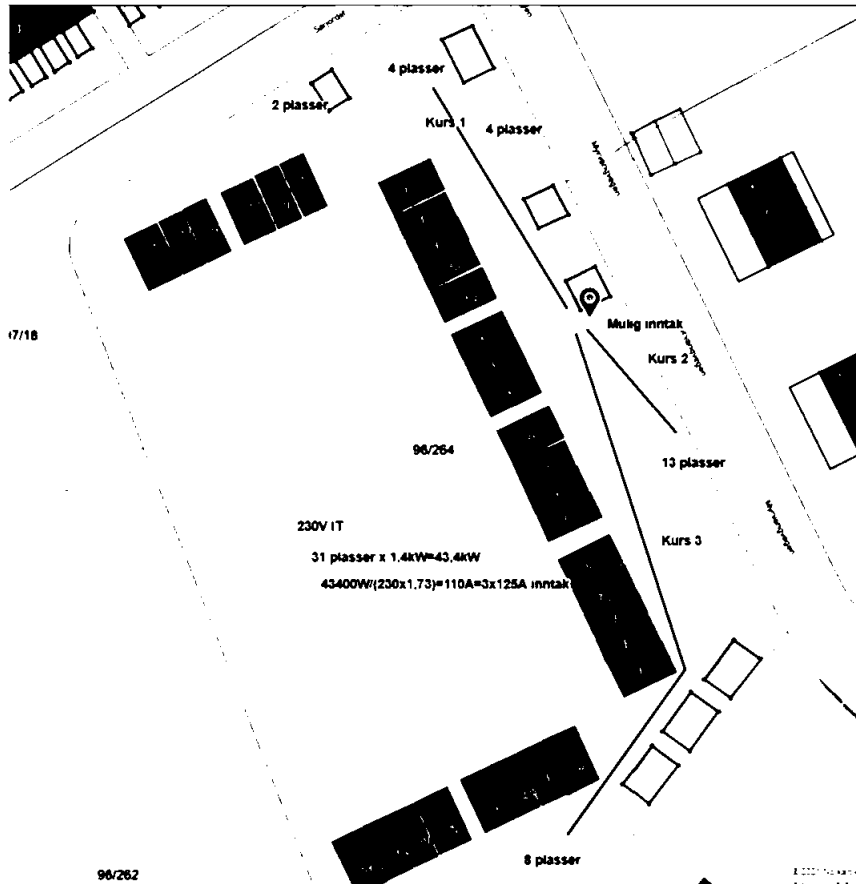 4 plasser
2 plasser
Kurs 1
4 plasser
17/18
Mulig inntak
Kurs 2
96/264
13 plasser
230V IT
Kurs 3
31 plasser x 1,4kW=43,4kW
43400W/(230x1,73)=110A=3x125A inntak
8 plasser
96/262